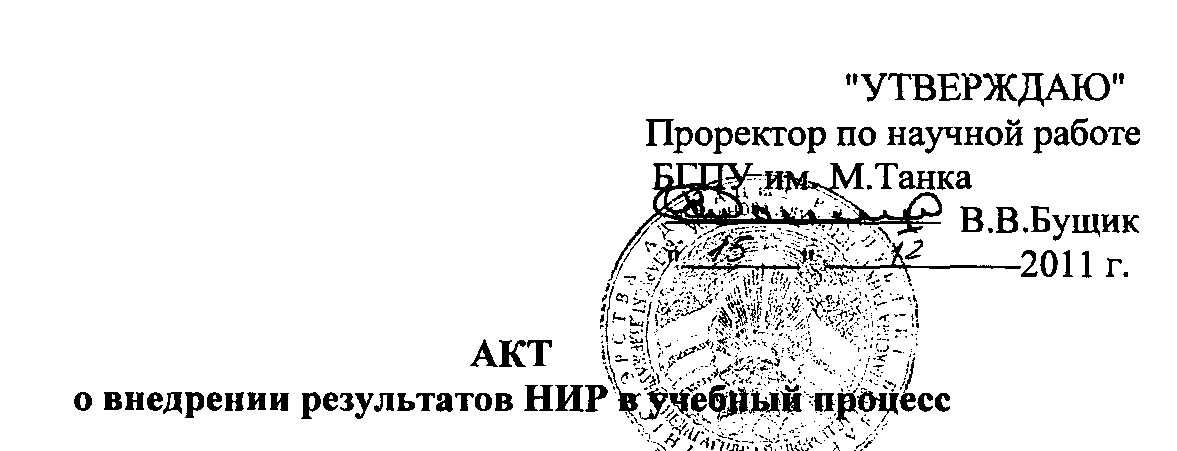 "УТВЕРЖДАЮ"
Проректор по научной работе
БГПУ им. М.Танка
В.В.Бущик
" 15 " 12 2011 г.
АКТ
о внедрении результатов НИР в учебный процесс